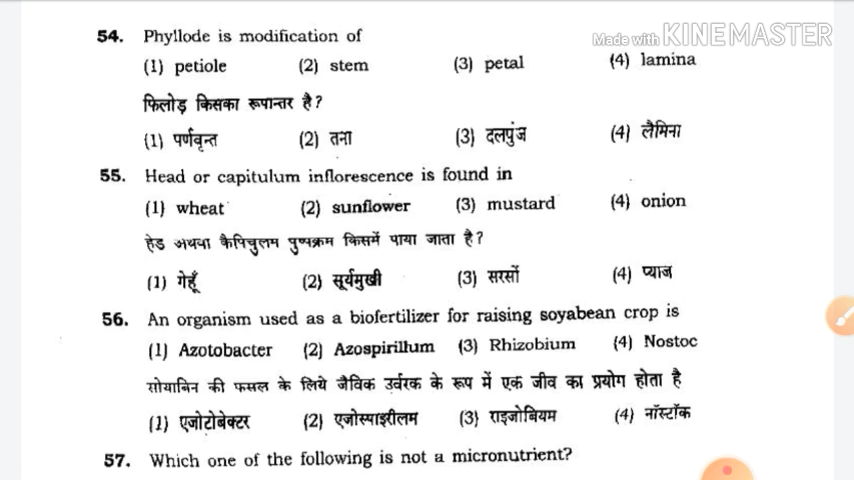 Made with KINEMASTER
54. Phyllode is modification of
(1) petiole (2) stem (3) petal (4) lamina
फिलोड़ किसका रूपान्तर है?
(1) पर्णवृन्त (2) तना (3) दलपुंज (4) लैमिना
55. Head or capitulum inflorescence is found in
(1) wheat (2) sunflower (3) mustard (4) onion
हेड अथवा कैपिचुलम पुष्पक्रम किसमें पाया जाता है?
(1) गेहूँ (2) सूर्यमुखी (3) सरसों (4) प्याज
56. An organism used as a biofertilizer for raising soyabean crop is
(1) Azotobacter (2) Azospirillum (3) Rhizobium (4) Nostoc
सोयाबिन की फसल के लिये जैविक उर्वरक के रूप में एक जीव का प्रयोग होता है
(1) एजोटोबेक्टर (2) एजोस्पाइरीलम (3) राइजोबियम (4) नॉस्टॉक
57. Which one of the following is not a micronutrient?